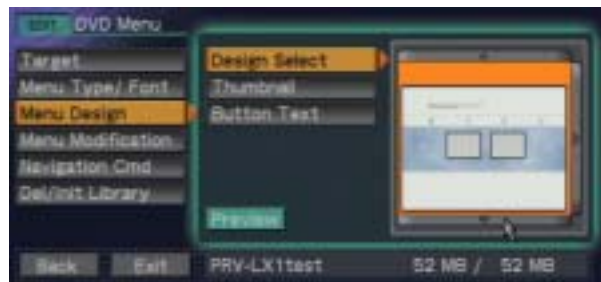 EDIT DVD Menu
Target
Menu Type/ Font
Menu Design
Menu Modification
Navigation Cmd
Del/Init Library
Design Select
Thumbnail
Button Text
Preview
Back Exit PRV-LX1test 52 MB / 52 MB